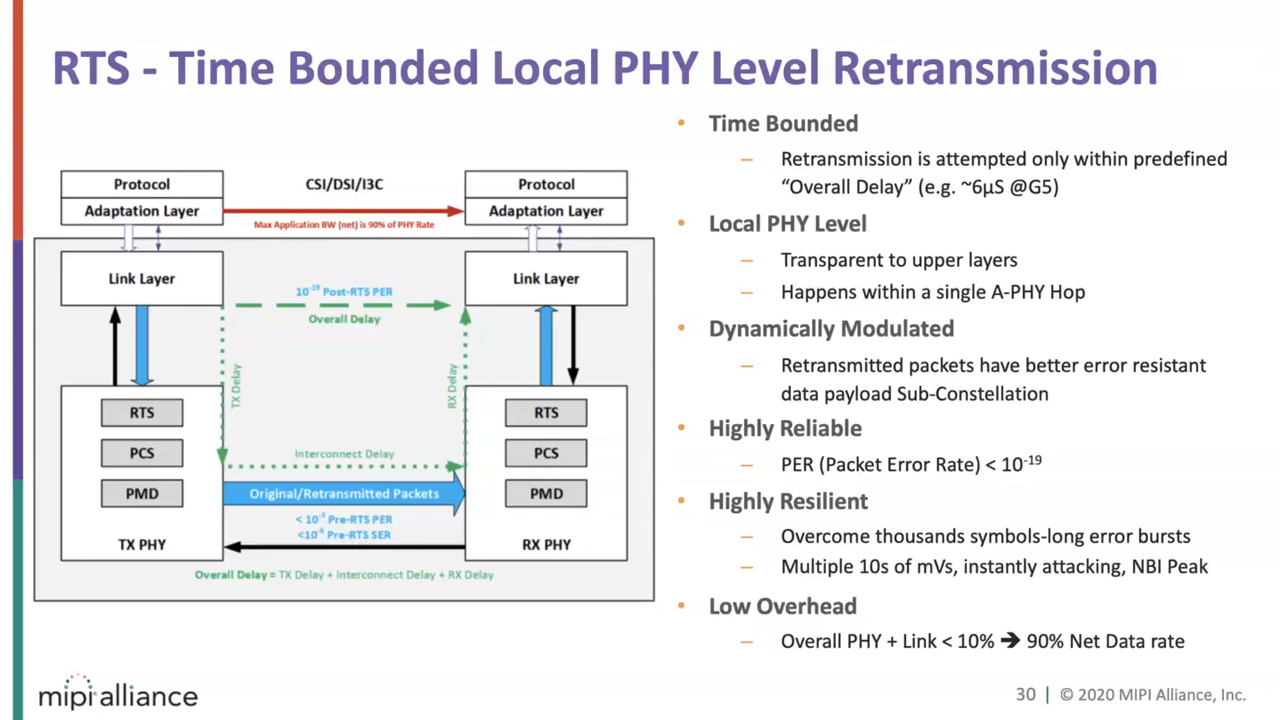 RTS - Time Bounded Local PHY Level Retransmission
Protocol
Adaptation Layer
CSI/DSI/I3C
Max Application BW (net) is 90% of PHY Rate
Protocol
Adaptation Layer
Link Layer
10⁻¹⁹ Post-RTS PER
Overall Delay
Link Layer
TX Delay
RX Delay
RTS
PCS
PMD
TX PHY
Interconnect Delay
Original/Retransmitted Packets
RTS
PCS
PMD
RX PHY
< 10⁻⁵ Pre-RTS PER
<10⁻⁶ Pre-RTS SER
Overall Delay = TX Delay + Interconnect Delay + RX Delay
• Time Bounded
– Retransmission is attempted only within predefined
“Overall Delay” (e.g. ~6µS @G5)
• Local PHY Level
– Transparent to upper layers
– Happens within a single A-PHY Hop
• Dynamically Modulated
– Retransmitted packets have better error resistant
data payload Sub-Constellation
• Highly Reliable
– PER (Packet Error Rate) < 10⁻¹⁹
• Highly Resilient
– Overcome thousands symbols-long error bursts
– Multiple 10s of mVs, instantly attacking, NBI Peak
• Low Overhead
– Overall PHY + Link < 10% ➔ 90% Net Data rate
mipi alliance
30 | © 2020 MIPI Alliance, Inc.